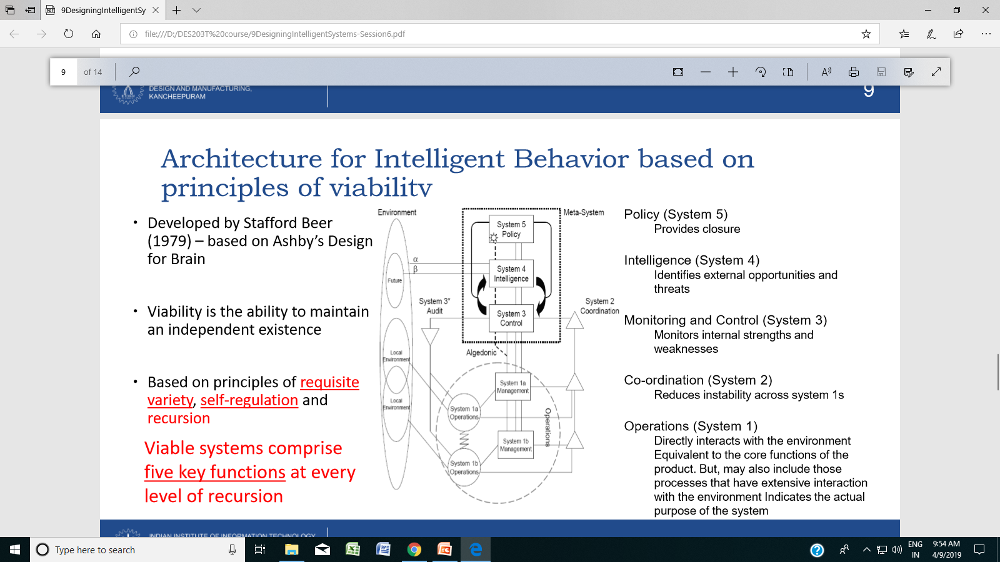 9DesigningIntelligentSy
file:///D:/DES203T%20course/9DesigningIntelligentSystems-Session6.pdf
9 of 14
DESIGN AND MANUFACTURING,
KANCHEEPURAM
9
Architecture for Intelligent Behavior based on
principles of viability
• Developed by Stafford Beer
(1979) – based on Ashby's Design
for Brain
• Viability is the ability to maintain
an independent existence
• Based on principles of requisite
variety, self-regulation and
recursion
Viable systems comprise
five key functions at every
level of recursion
Environment
Meta-System
System 5
Policy
α
β
System 4
Intelligence
Future
System 3*
Audit
System 2
Coordination
System 3
Control
Algedonic
Local
Environment
System 1a
Management
Local
Environment
System 1a
Operations
Operations
System 1b
Management
System 1b
Operations
Policy (System 5)
Provides closure
Intelligence (System 4)
Identifies external opportunities and
threats
Monitoring and Control (System 3)
Monitors internal strengths and
weaknesses
Co-ordination (System 2)
Reduces instability across system 1s
Operations (System 1)
Directly interacts with the environment
Equivalent to the core functions of the
product. But, may also include those
processes that have extensive interaction
with the environment Indicates the actual
purpose of the system
INDIAN INSTITUTE OF INFORMATION TECHNOLOGY
Type here to search
ENG
IN
9:54 AM
4/9/2019